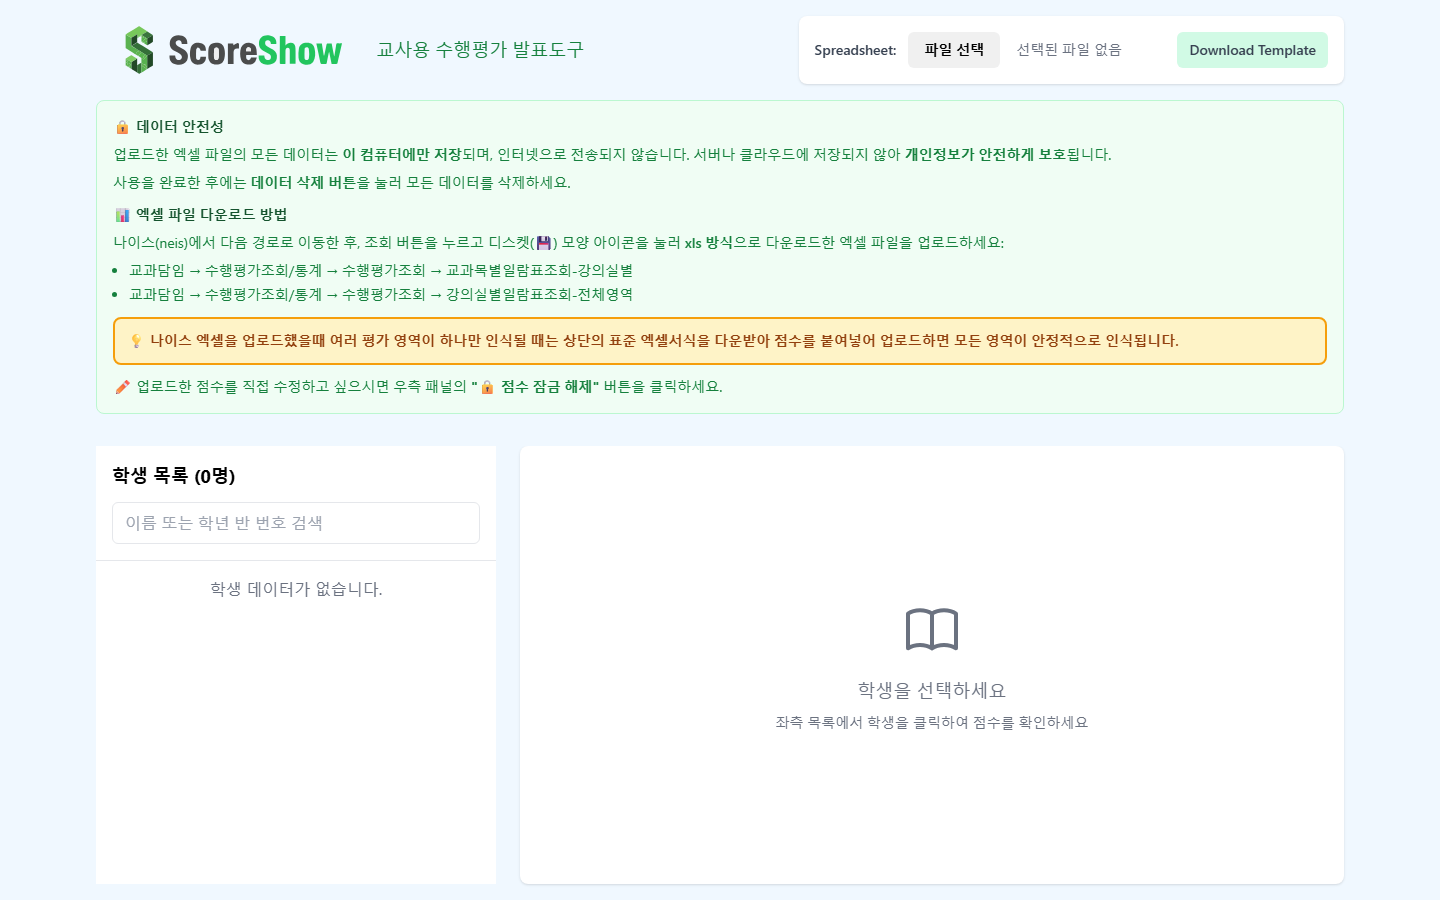 ScoreShow
교사용 수행평가 발표도구
Spreadsheet: 파일 선택 선택된 파일 없음 Download Template
🔒 데이터 안전성
업로드한 엑셀 파일의 모든 데이터는 이 컴퓨터에만 저장되며, 인터넷으로 전송되지 않습니다. 서버나 클라우드에 저장되지 않아 개인정보가 안전하게 보호됩니다.
사용을 완료한 후에는 데이터 삭제 버튼을 눌러 모든 데이터를 삭제하세요.
📊 엑셀 파일 다운로드 방법
나이스(neis)에서 다음 경로로 이동한 후, 조회 버튼을 누르고 디스켓(💾) 모양 아이콘을 눌러 xls 방식으로 다운로드한 엑셀 파일을 업로드하세요:
• 교과담임 → 수행평가조회/통계 → 수행평가조회 → 교과목별일람표조회-강의실별
• 교과담임 → 수행평가조회/통계 → 수행평가조회 → 강의실별일람표조회-전체영역
💡 나이스 엑셀을 업로드했을때 여러 평가 영역이 하나만 인식될 때는 상단의 표준 엑셀서식을 다운받아 점수를 붙여넣어 업로드하면 모든 영역이 안정적으로 인식됩니다.
✏️ 업로드한 점수를 직접 수정하고 싶으시면 우측 패널의 "🔒 점수 잠금 해제" 버튼을 클릭하세요.
학생 목록 (0명)
이름 또는 학년 반 번호 검색
학생 데이터가 없습니다.
학생을 선택하세요
좌측 목록에서 학생을 클릭하여 점수를 확인하세요